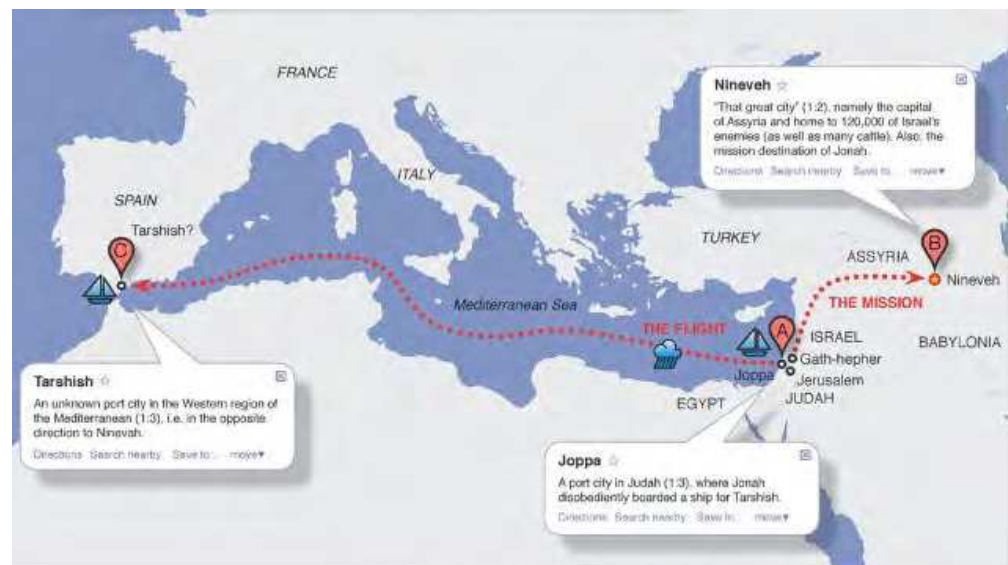 FRANCE
Nineveh
"That great city" (1:2), namely the capital
of Assyria and home to 120,000 of Israel's
enemies (as well as many cattle). Also, the
mission destination of Jonah.
Directions Search nearby Save to... move
ITALY
SPAIN
Tarshish?
C
TURKEY
B
ASSYRIA
Nineveh
Mediterranean Sea
THE MISSION
THE FLIGHT
A
ISRAEL
BABYLONIA
Gath-hepher
Joppa
Jerusalem
JUDAH
EGYPT
Tarshish
An unknown port city in the Western region of
the Mediterranean (1:3), i.e. in the opposite
direction to Ninevah.
Directions Search nearby Save to... move
Joppa
A port city in Judah (1:3), where Jonah
disobediently boarded a ship for Tarshish.
Directions Search nearby Save to... move